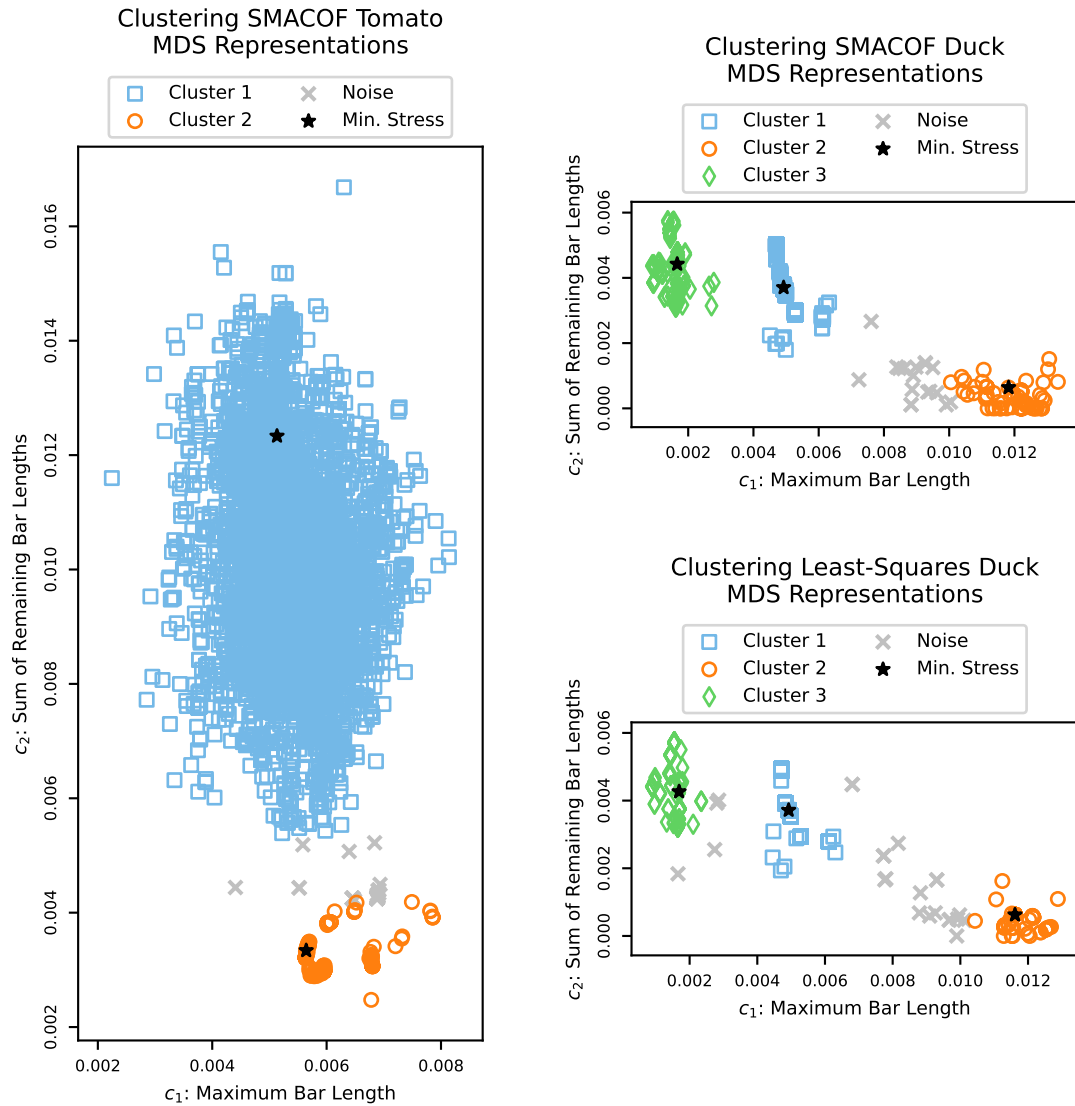 Clustering SMACOF Tomato
MDS Representations
Cluster 1
Noise
Cluster 2
Min. Stress
c₂: Sum of Remaining Bar Lengths
0.016
0.014
0.012
0.010
0.008
0.006
0.004
0.002
0.002
0.004
0.006
0.008
c₁: Maximum Bar Length
Clustering SMACOF Duck
MDS Representations
Cluster 1
Noise
Cluster 2
Min. Stress
Cluster 3
c₂: Sum of Remaining Bar Lengths
0.006
0.004
0.002
0.000
0.002
0.004
0.006
0.008
0.010
0.012
c₁: Maximum Bar Length
Clustering Least-Squares Duck
MDS Representations
Cluster 1
Noise
Cluster 2
Min. Stress
Cluster 3
c₂: Sum of Remaining Bar Lengths
0.006
0.004
0.002
0.000
0.002
0.004
0.006
0.008
0.010
0.012
c₁: Maximum Bar Length